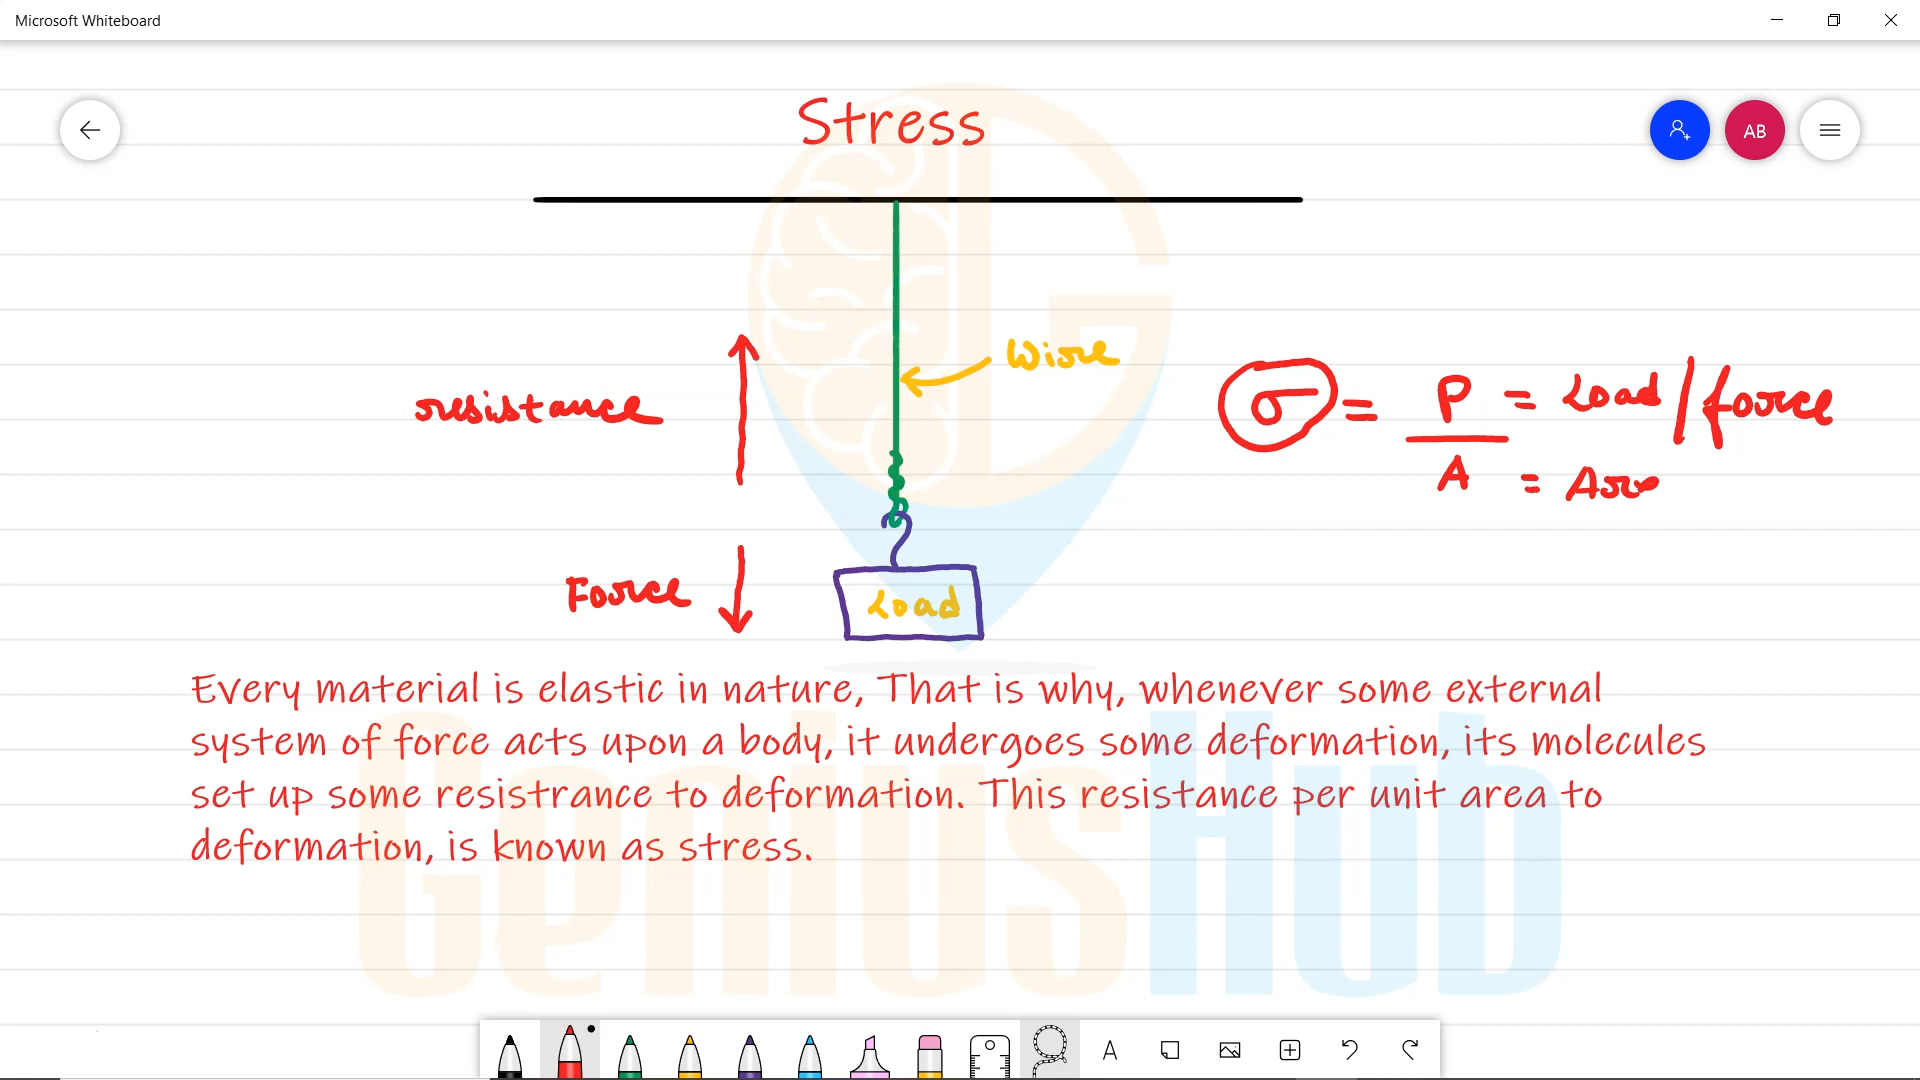 Microsoft Whiteboard
Stress
AB
Wire
resistance
σ = P = Load / force
A = Are
Force
Load
Every material is elastic in nature, That is why, whenever some external
system of force acts upon a body, it undergoes some deformation, its molecules
set up some resistrance to deformation. This resistance per unit area to
deformation, is known as stress.
GeniusHub
A